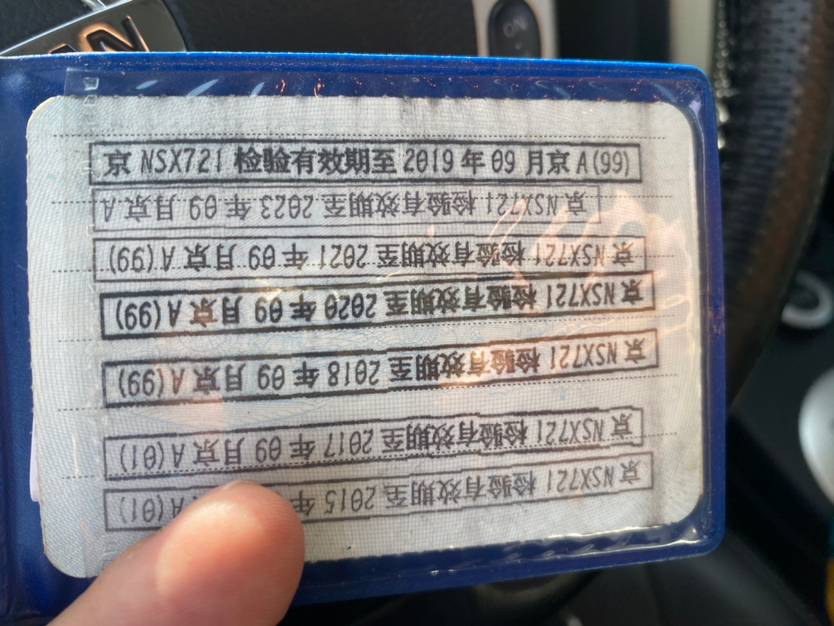 京 NSX721 检验有效期至 2019 年 09 月京 A(99)
京 NSX721 检验有效期至 2023 年 09 月京 A
京 NSX721 检验有效期至 2021 年 09 月京 A(99)
京 NSX721 检验有效期至 2020 年 09 月京 A(99)
京 NSX721 检验有效期至 2018 年 09 月京 A(99)
京 NSX721 检验有效期至 2017 年 09 月京 A(01)
京 NSX721 检验有效期至 2015 年 A(01)
ON